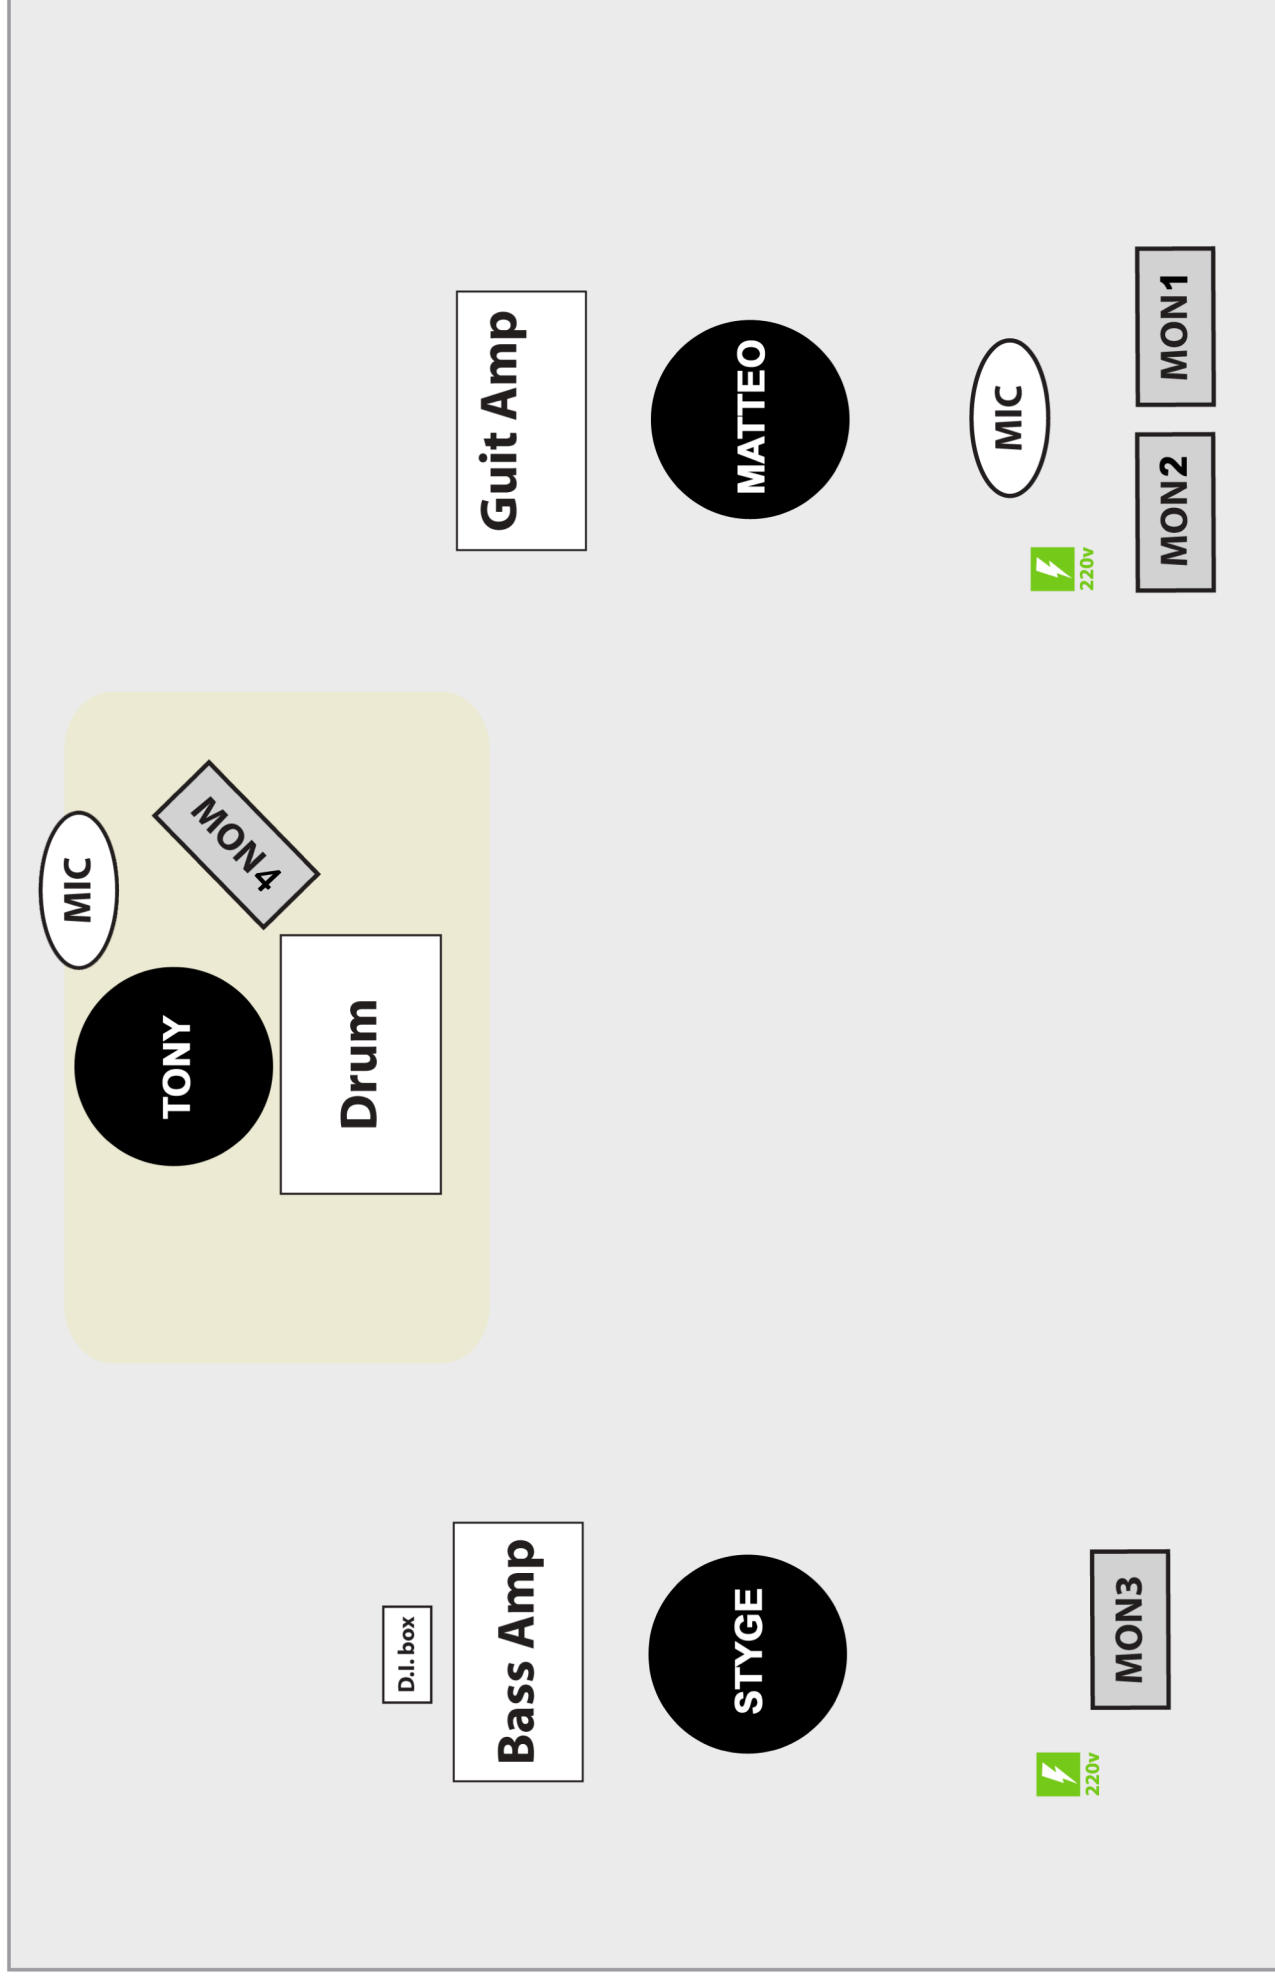 MIC
TONY
MON4
Drum
D.I. box
Bass Amp
Guit Amp
STYGE
MATTEO
MIC
220v
220v
MON3
MON2
MON1